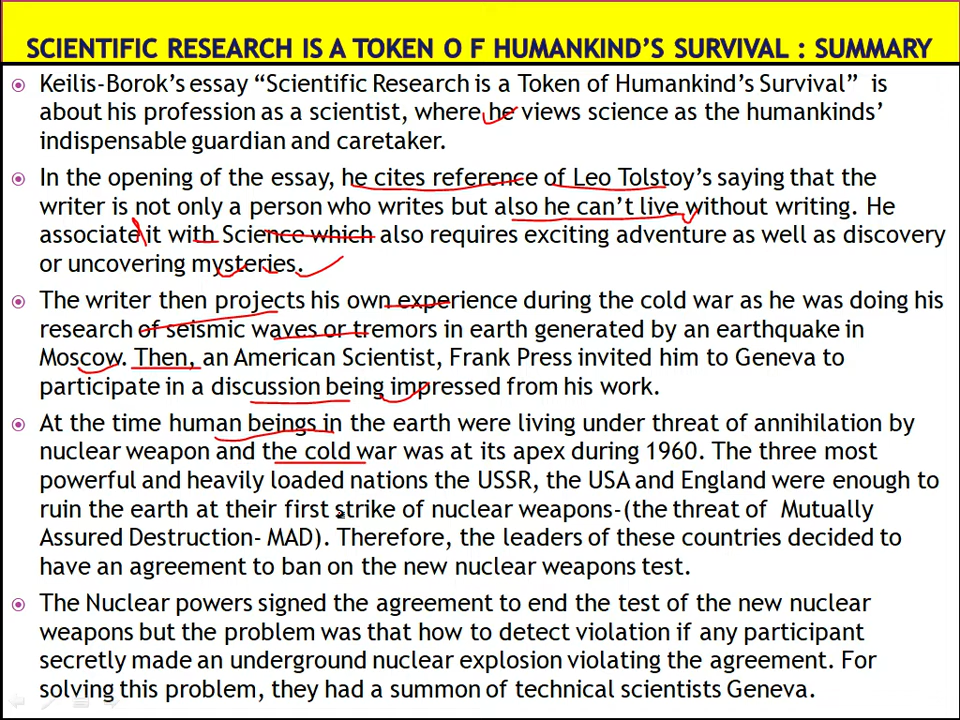 SCIENTIFIC RESEARCH IS A TOKEN O F HUMANKIND'S SURVIVAL : SUMMARY
Keilis-Borok's essay "Scientific Research is a Token of Humankind's Survival" is
about his profession as a scientist, where he views science as the humankinds'
indispensable guardian and caretaker.
In the opening of the essay, he cites reference of Leo Tolstoy's saying that the
writer is not only a person who writes but also he can't live without writing. He
associate it with Science which also requires exciting adventure as well as discovery
or uncovering mysteries.
The writer then projects his own experience during the cold war as he was doing his
research of seismic waves or tremors in earth generated by an earthquake in
Moscow. Then, an American Scientist, Frank Press invited him to Geneva to
participate in a discussion being impressed from his work.
At the time human beings in the earth were living under threat of annihilation by
nuclear weapon and the cold war was at its apex during 1960. The three most
powerful and heavily loaded nations the USSR, the USA and England were enough to
ruin the earth at their first strike of nuclear weapons-(the threat of Mutually
Assured Destruction- MAD). Therefore, the leaders of these countries decided to
have an agreement to ban on the new nuclear weapons test.
The Nuclear powers signed the agreement to end the test of the new nuclear
weapons but the problem was that how to detect violation if any participant
secretly made an underground nuclear explosion violating the agreement. For
solving this problem, they had a summon of technical scientists Geneva.